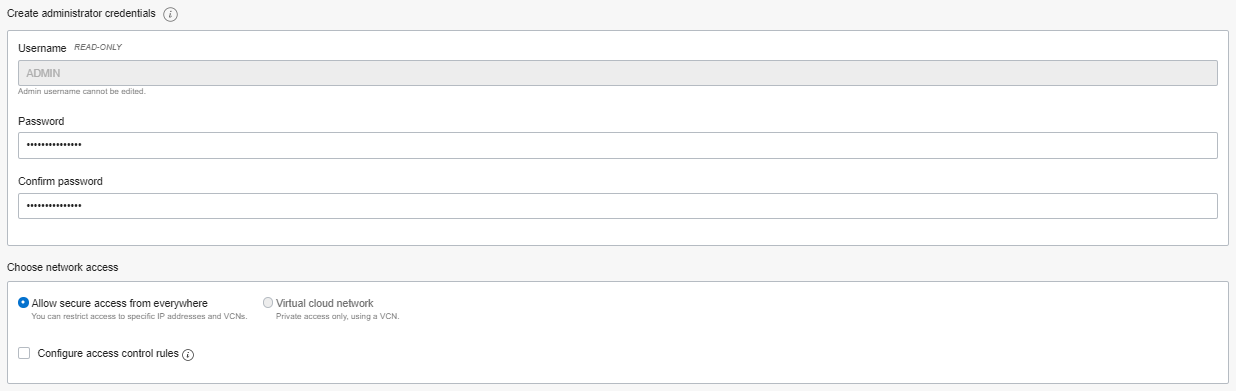 Create administrator credentials i
Username READ-ONLY
ADMIN
Admin username cannot be edited.
Password
•••••••••••••••
Confirm password
•••••••••••••••
Choose network access
Allow secure access from everywhere
You can restrict access to specific IP addresses and VCNs.
Virtual cloud network
Private access only, using a VCN.
Configure access control rules i